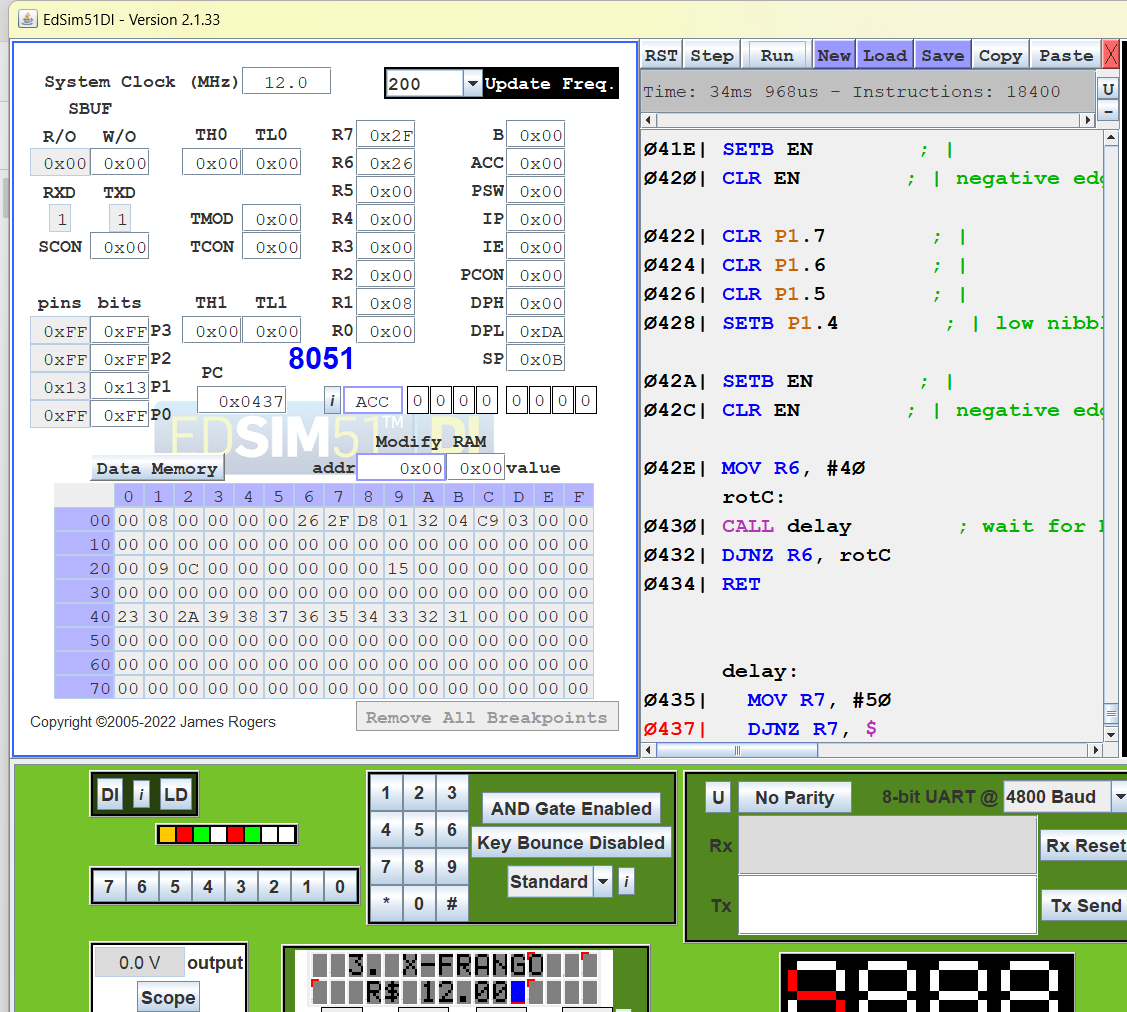 EdSim51DI - Version 2.1.33
System Clock (MHz) 12.0 200 Update Freq.
SBUF
R/O W/O TH0 TL0 R7 0x2F B 0x00
0x00 0x00 0x00 0x00 R6 0x26 ACC 0x00
RXD TXD R5 0x00 PSW 0x00
1 1 TMOD 0x00 R4 0x00 IP 0x00
SCON 0x00 TCON 0x00 R3 0x00 IE 0x00
R2 0x00 PCON 0x00
pins bits TH1 TL1 R1 0x08 DPH 0x00
0xFF 0xFF P3 0x00 0x00 R0 0x00 DPL 0xDA
0xFF 0xFF P2 8051 SP 0x0B
0x13 0x13 P1 PC
0xFF 0xFF P0 0x0437 i ACC 0 0 0 0 0 0 0 0
EDSIM51™ DI
Modify RAM
Data Memory addr 0x00 0x00 value
0 1 2 3 4 5 6 7 8 9 A B C D E F
00 00 08 00 00 00 00 26 2F D8 01 32 04 C9 03 00 00
10 00 00 00 00 00 00 00 00 00 00 00 00 00 00 00 00
20 00 09 0C 00 00 00 00 00 00 15 00 00 00 00 00 00
30 00 00 00 00 00 00 00 00 00 00 00 00 00 00 00 00
40 23 30 2A 39 38 37 36 35 34 33 32 31 00 00 00 00
50 00 00 00 00 00 00 00 00 00 00 00 00 00 00 00 00
60 00 00 00 00 00 00 00 00 00 00 00 00 00 00 00 00
70 00 00 00 00 00 00 00 00 00 00 00 00 00 00 00 00
Copyright ©2005-2022 James Rogers Remove All Breakpoints
RST Step Run New Load Save Copy Paste X
Time: 34ms 968us - Instructions: 18400 U
-
041E| SETB EN ; |
0420| CLR EN ; | negative edg
0422| CLR P1.7 ; |
0424| CLR P1.6 ; |
0426| CLR P1.5 ; |
0428| SETB P1.4 ; | low nibbl
042A| SETB EN ; |
042C| CLR EN ; | negative edg
042E| MOV R6, #40
rotC:
0430| CALL delay ; wait for
0432| DJNZ R6, rotC
0434| RET
delay:
0435| MOV R7, #50
0437| DJNZ R7, $
DI i LD
7 6 5 4 3 2 1 0
1 2 3
4 5 6
7 8 9
* 0 #
AND Gate Enabled
Key Bounce Disabled
Standard i
U No Parity 8-bit UART @ 4800 Baud
Rx Rx Reset
Tx Tx Send
0.0 V output
Scope
3. X-FRANGO
R$ 12.00